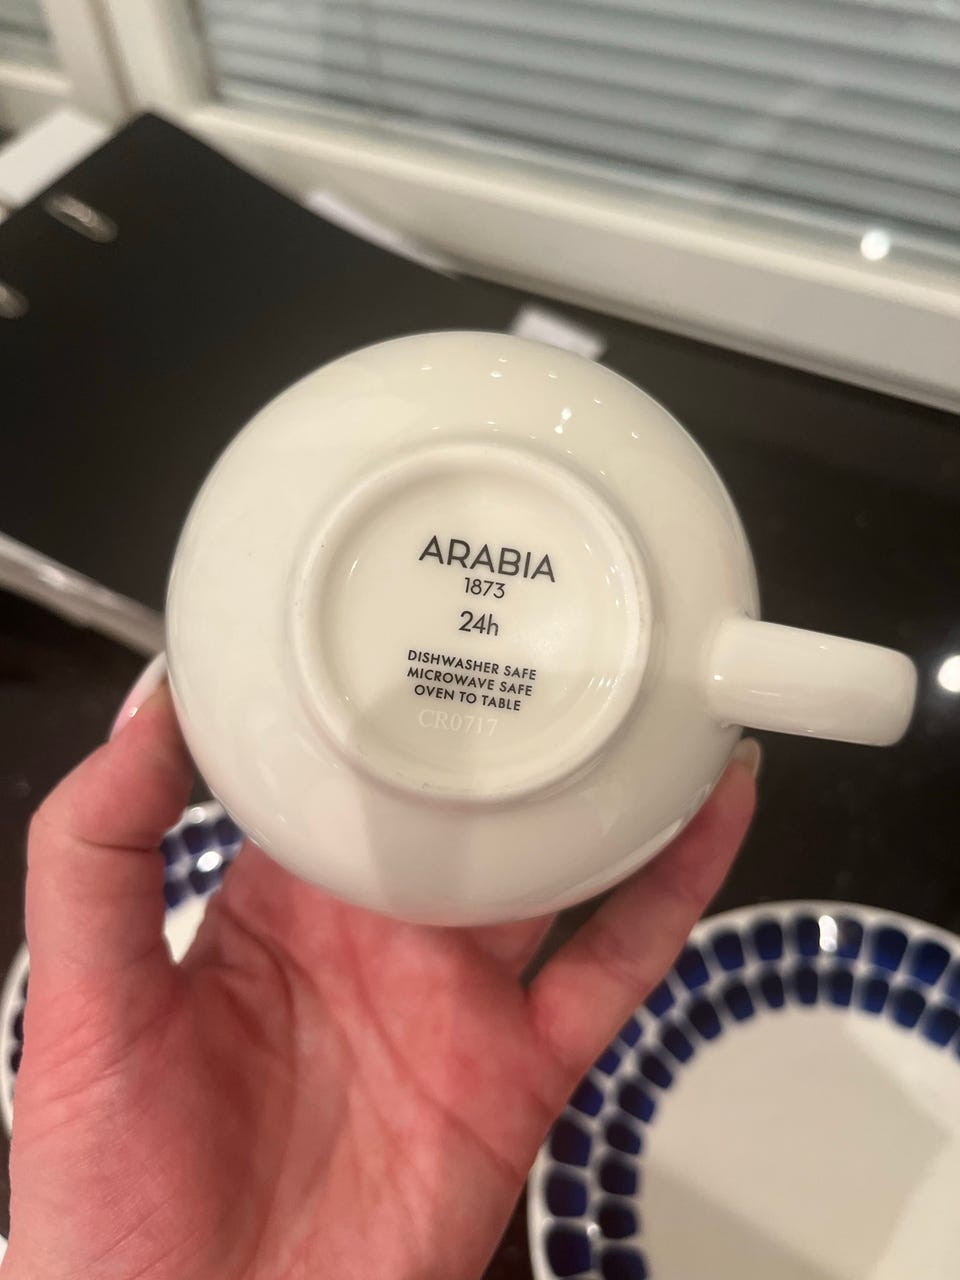 ARABIA
1873
24h
DISHWASHER SAFE
MICROWAVE SAFE
OVEN TO TABLE
CR0717